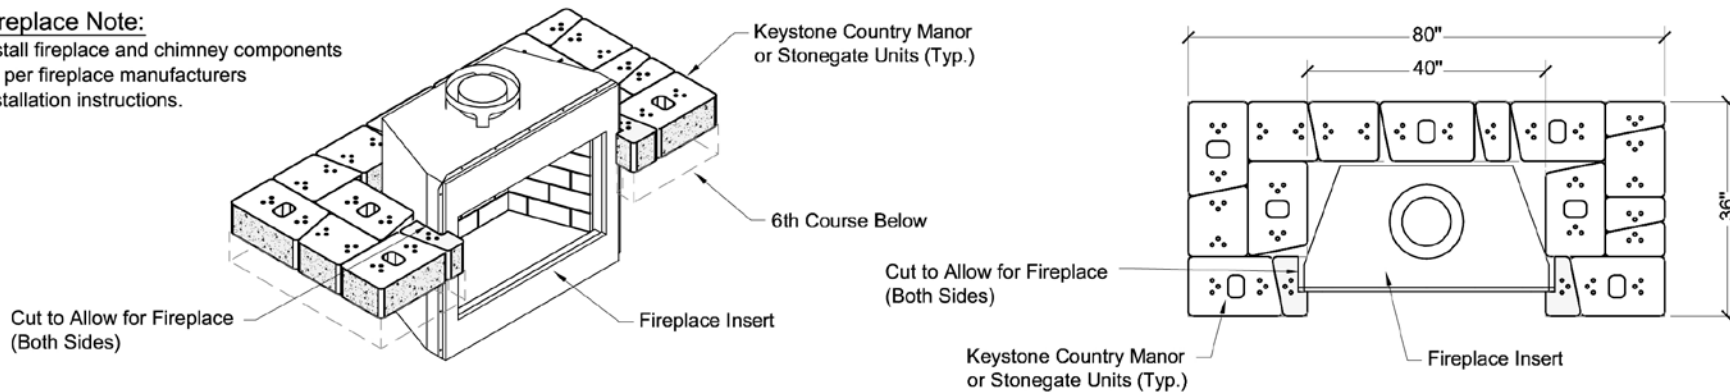 replace Note:
stall fireplace and chimney components
per fireplace manufacturers
stallation instructions.
Keystone Country Manor
or Stonegate Units (Typ.)
6th Course Below
Cut to Allow for Fireplace
(Both Sides)
Fireplace Insert
80"
40"
36"
Cut to Allow for Fireplace
(Both Sides)
Keystone Country Manor
or Stonegate Units (Typ.)
Fireplace Insert